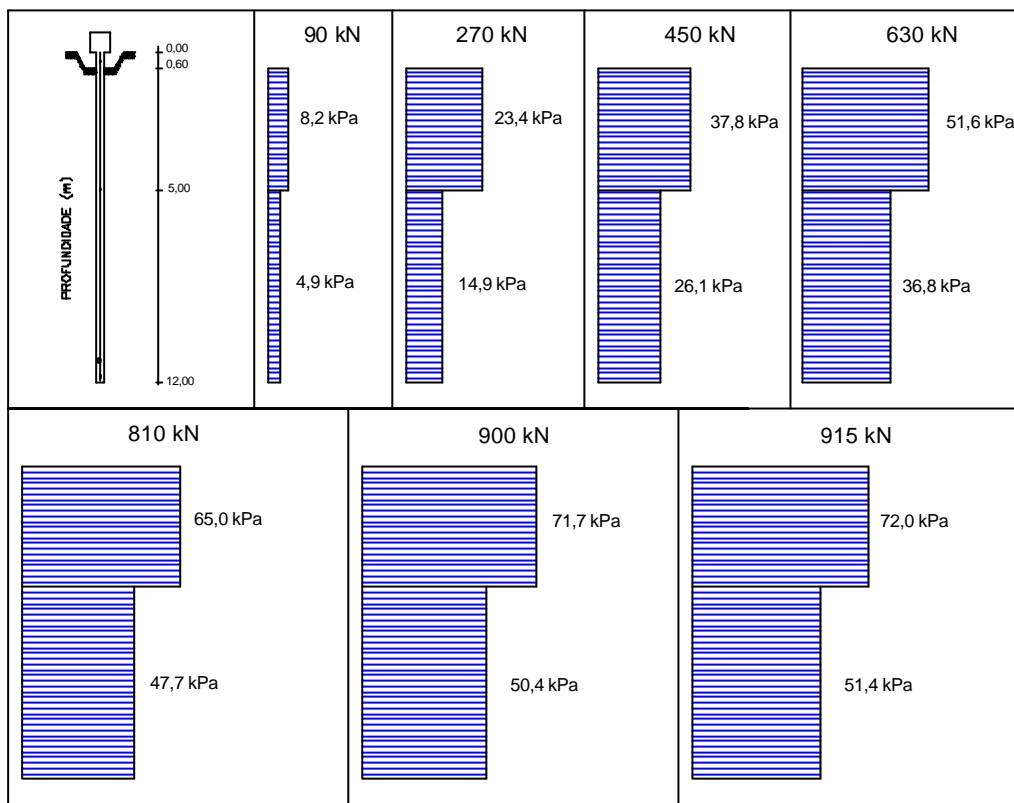 90 kN
270 kN
450 kN
630 kN
0,00
0,60
8,2 kPa
23,4 kPa
37,8 kPa
51,6 kPa
5,00
PROFUNDIDADE (m)
4,9 kPa
14,9 kPa
26,1 kPa
36,8 kPa
12,00
810 kN
900 kN
915 kN
65,0 kPa
71,7 kPa
72,0 kPa
47,7 kPa
50,4 kPa
51,4 kPa